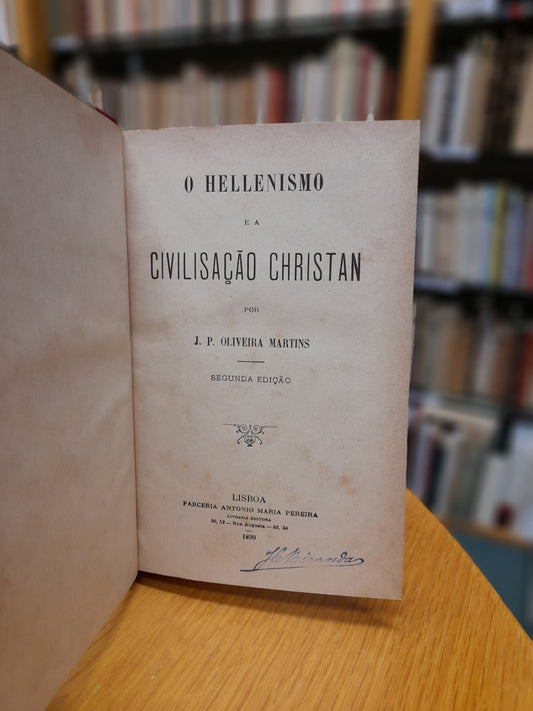 O HELLENISMO
E A
CIVILISAÇÃO CHRISTAN
POR
J. P. OLIVEIRA MARTINS
SEGUNDA EDIÇÃO
LISBOA
PARCERIA ANTONIO MARIA PEREIRA
LIVRARIA EDITORA
50, 52 — Rua Augusta — 52, 54
1899
Miranda